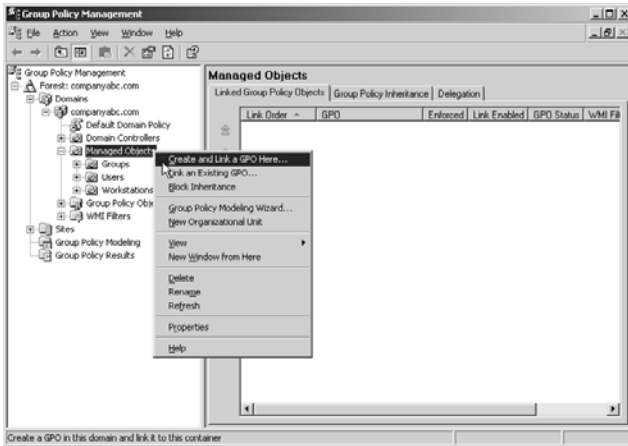 Group Policy Management
File Action View Window Help
Group Policy Management
Forest: companyabc.com
Domains
companyabc.com
Default Domain Policy
Domain Controllers
Managed Objects
Groups
Users
Workstations
Group Policy Obje
WMI Filters
Sites
Group Policy Modeling
Group Policy Results
Managed Objects
Linked Group Policy Objects Group Policy Inheritance Delegation
Link Order GPO Enforced Link Enabled GPO Status WMI Fil
Create and Link a GPO Here...
Link an Existing GPO...
Block Inheritance
Group Policy Modeling Wizard...
New Organizational Unit
View
New Window from Here
Delete
Rename
Refresh
Properties
Help
Create a GPO in this domain and link it to this container